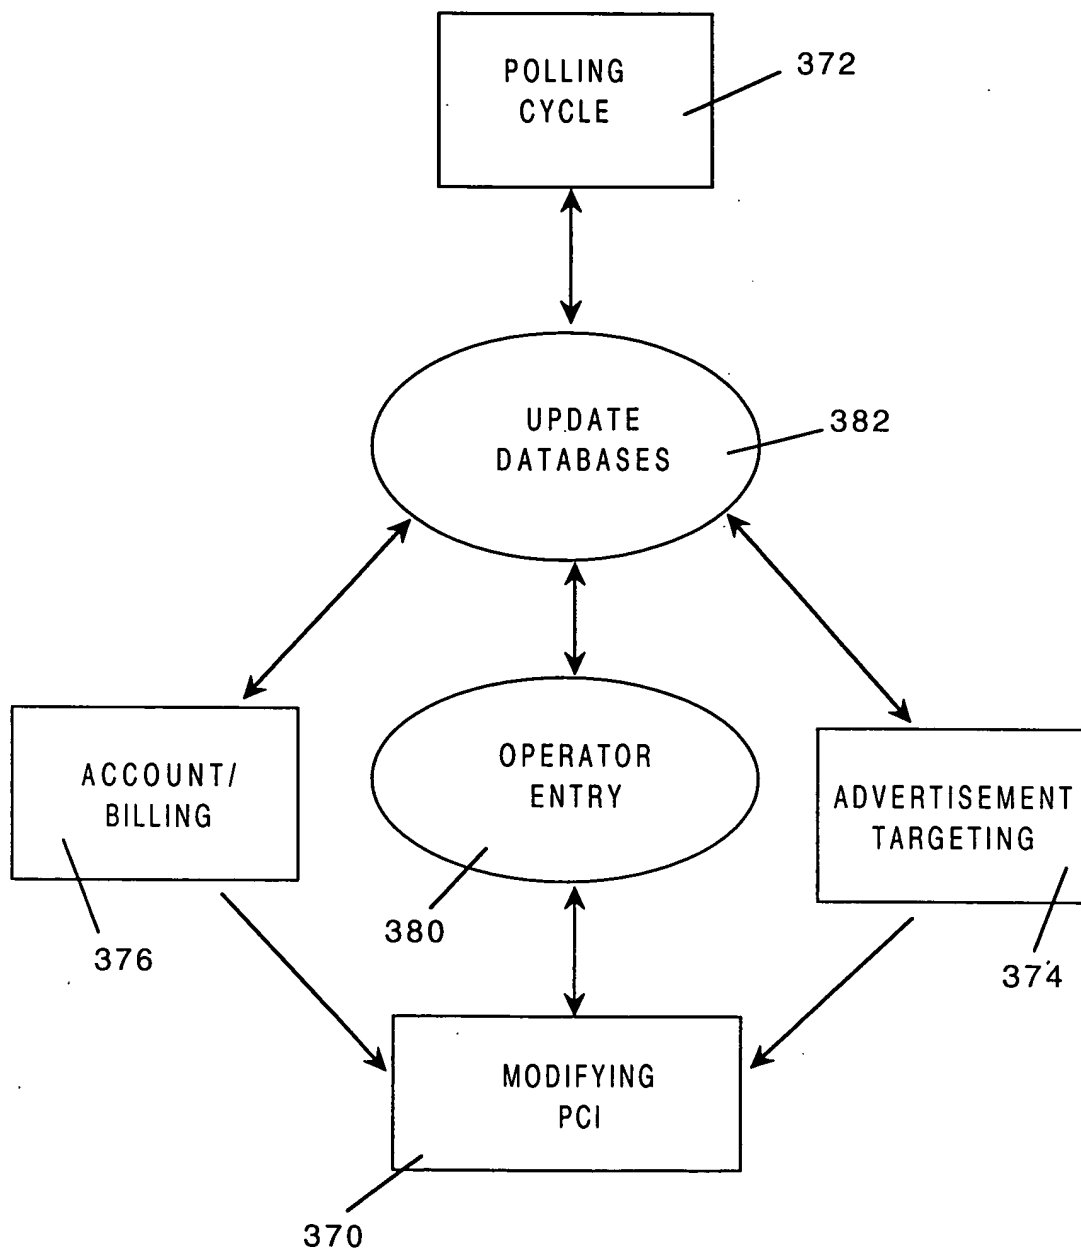 POLLING
CYCLE
372
UPDATE
DATABASES
382
ACCOUNT/
BILLING
376
OPERATOR
ENTRY
380
ADVERTISEMENT
TARGETING
374
MODIFYING
PCI
370